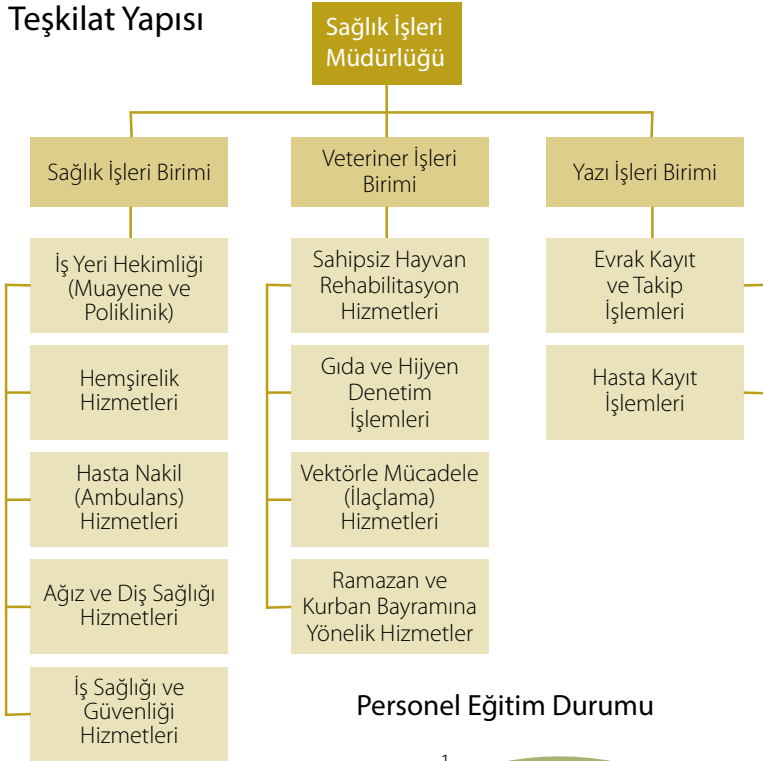 Teşkilat Yapısı
Sağlık İşleri
Müdürlüğü
Sağlık İşleri Birimi
Veteriner İşleri
Birimi
Yazı İşleri Birimi
İş Yeri Hekimliği
(Muayene ve
Poliklinik)
Hemşirelik
Hizmetleri
Hasta Nakil
(Ambulans)
Hizmetleri
Ağız ve Diş Sağlığı
Hizmetleri
İş Sağlığı ve
Güvenliği
Hizmetleri
Sahipsiz Hayvan
Rehabilitasyon
Hizmetleri
Gıda ve Hijyen
Denetim
İşlemleri
Vektörle Mücadele
(İlaçlama)
Hizmetleri
Ramazan ve
Kurban Bayramına
Yönelik Hizmetler
Evrak Kayıt
ve Takip
İşlemleri
Hasta Kayıt
İşlemleri
Personel Eğitim Durumu
1